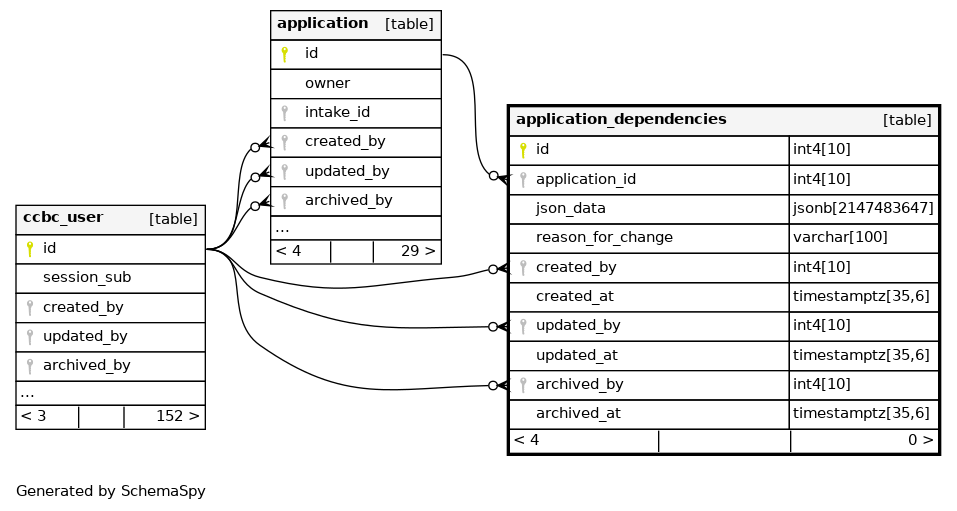 application [table]
id
owner
intake_id
created_by
updated_by
archived_by
...
< 4 29 >
application_dependencies [table]
id int4[10]
application_id int4[10]
json_data jsonb[2147483647]
reason_for_change varchar[100]
created_by int4[10]
created_at timestamptz[35,6]
updated_by int4[10]
updated_at timestamptz[35,6]
archived_by int4[10]
archived_at timestamptz[35,6]
< 4 0 >
ccbc_user [table]
id
session_sub
created_by
updated_by
archived_by
...
< 3 152 >
Generated by SchemaSpy